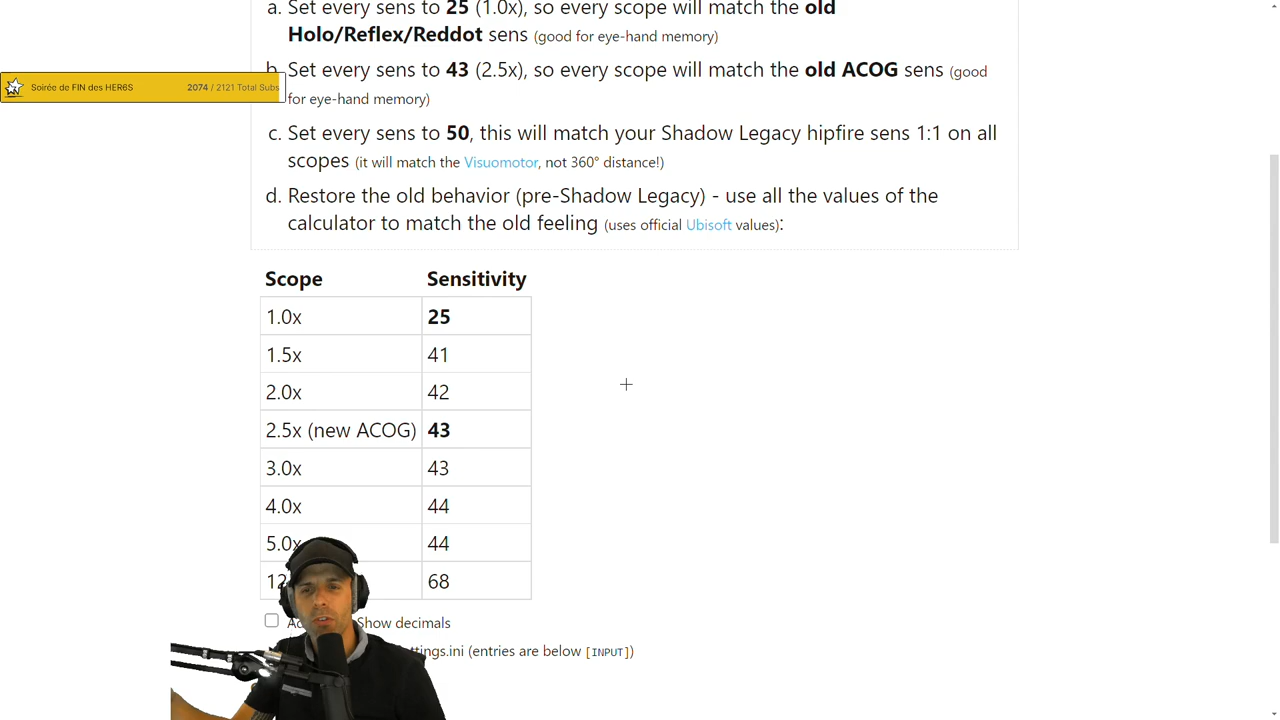 a. Set every sens to 25 (1.0x), so every scope will match the old
Holo/Reflex/Reddot sens (good for eye-hand memory)
b. Set every sens to 43 (2.5x), so every scope will match the old ACOG sens (good
for eye-hand memory)
Soirée de FIN des HER6S 2074 / 2121 Total Subs
c. Set every sens to 50, this will match your Shadow Legacy hipfire sens 1:1 on all
scopes (it will match the Visuomotor, not 360° distance!)
d. Restore the old behavior (pre-Shadow Legacy) - use all the values of the
calculator to match the old feeling (uses official Ubisoft values):
Scope Sensitivity
1.0x 25
1.5x 41
2.0x 42
2.5x (new ACOG) 43
3.0x 43
4.0x 44
5.0x 44
12 68
Show decimals
(entries are below [INPUT])